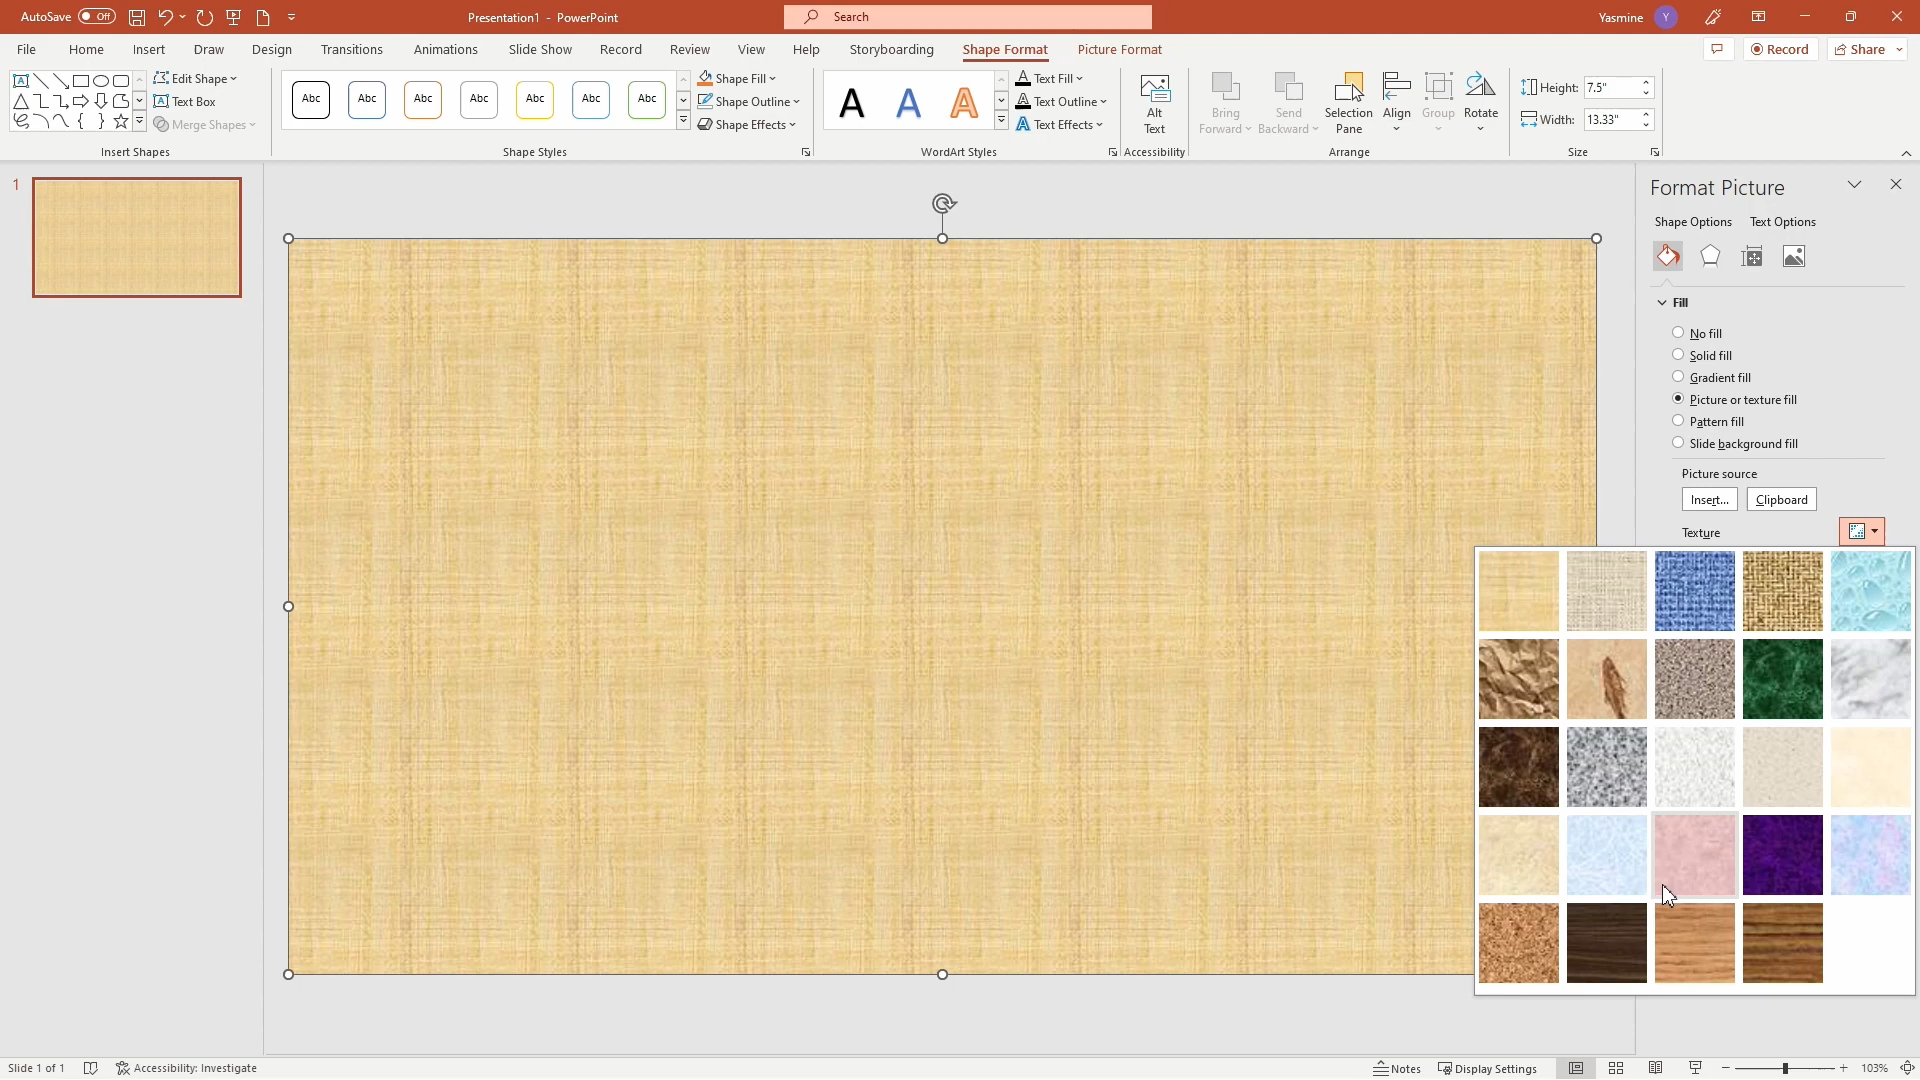 AutoSave Off Presentation1 - PowerPoint Search Yasmine Y
File Home Insert Draw Design Transitions Animations Slide Show Record Review View Help Storyboarding Shape Format Picture Format Record Share
Edit Shape
Text Box
Merge Shapes
Insert Shapes
Abc Abc Abc Abc Abc Abc Abc
Shape Fill
Shape Outline
Shape Effects
Shape Styles
A A A
Text Fill
Text Outline
Text Effects
WordArt Styles
Alt
Text
Accessibility
Bring
Forward
Send
Backward
Selection
Pane
Align
Group
Rotate
Arrange
Height: 7.5"
Width: 13.33"
Size
1
Format Picture
Shape Options Text Options
Fill
No fill
Solid fill
Gradient fill
Picture or texture fill
Pattern fill
Slide background fill
Picture source
Insert... Clipboard
Texture
Slide 1 of 1 Accessibility: Investigate Notes Display Settings 103%